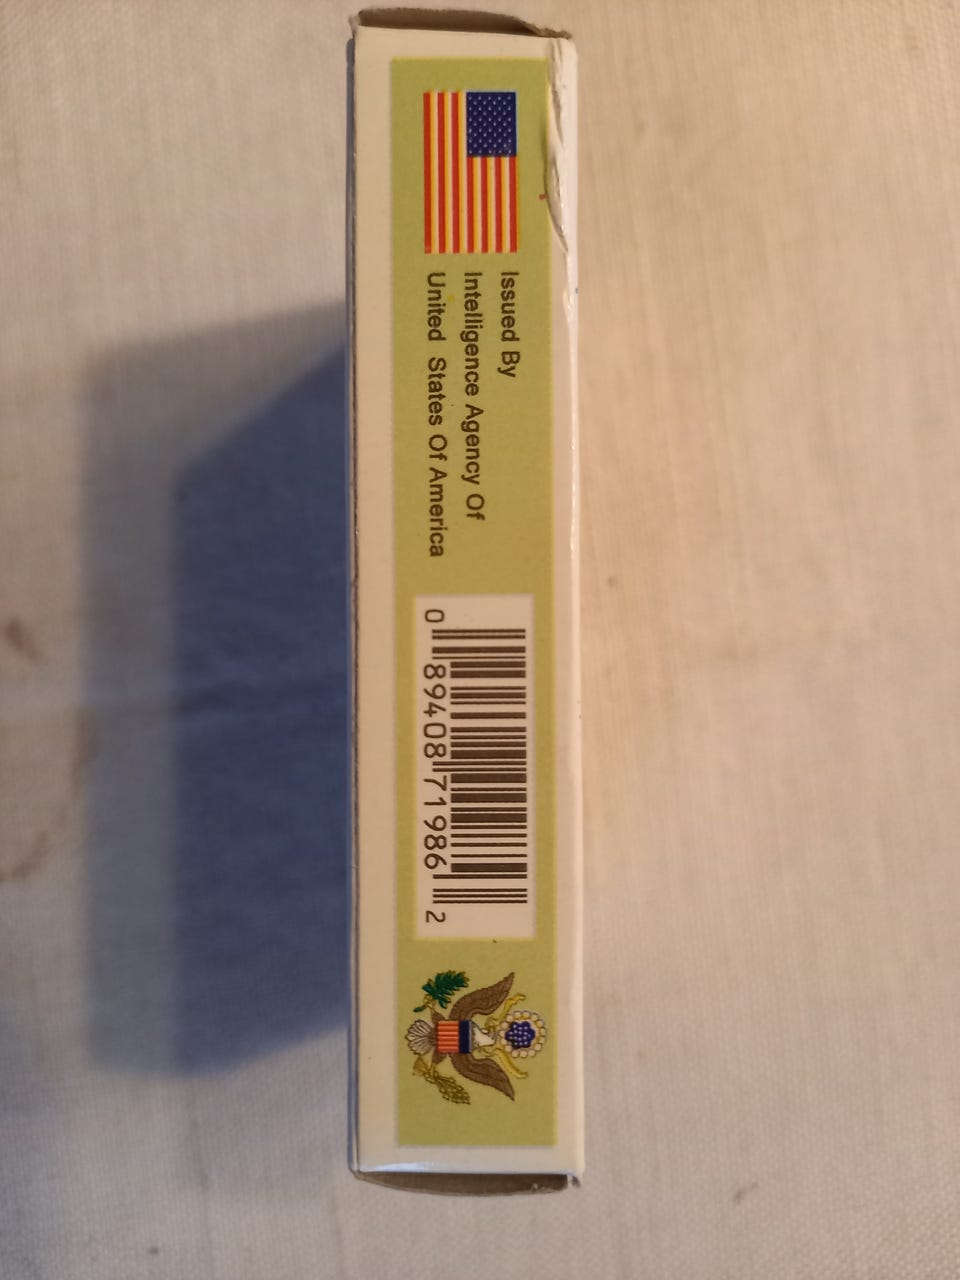 Issued By
Intelligence Agency Of
United States Of America
0 89408 71986 2